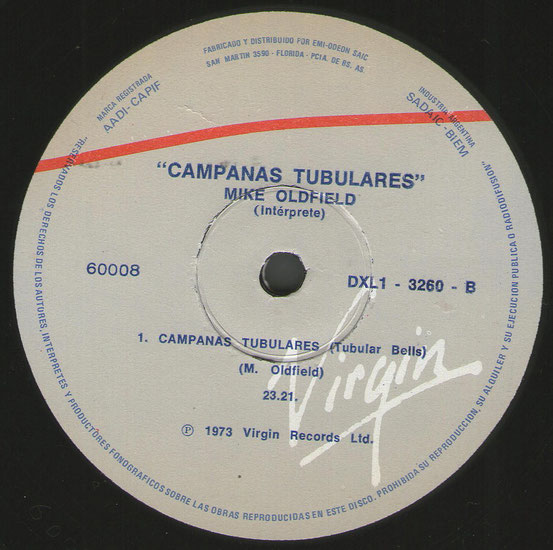 FABRICADO Y DISTRIBUIDO POR EMI-ODEON SAIC
SAN MARTIN 3590 - FLORIDA - PCIA. DE BS. AS.
MARCA REGISTRADA
AADI-CAPIF
INDUSTRIA ARGENTINA
SADAIC-BIEM
"CAMPANAS TUBULARES"
MIKE OLDFIELD
(Intérprete)
60008
DXL1 - 3260 - B
1. CAMPANAS TUBULARES (Tubular Bells)
(M. Oldfield)
23.21.
Virgin
Ⓟ 1973 Virgin Records Ltd.
"RESERVADOS LOS DERECHOS DE LOS AUTORES, INTERPRETES Y PRODUCTORES FONOGRAFICOS SOBRE LAS OBRAS REPRODUCIDAS EN ESTE DISCO. PROHIBIDA SU REPRODUCCION, SU ALQUILER Y SU EJECUCION PUBLICA O RADIODIFUSION"